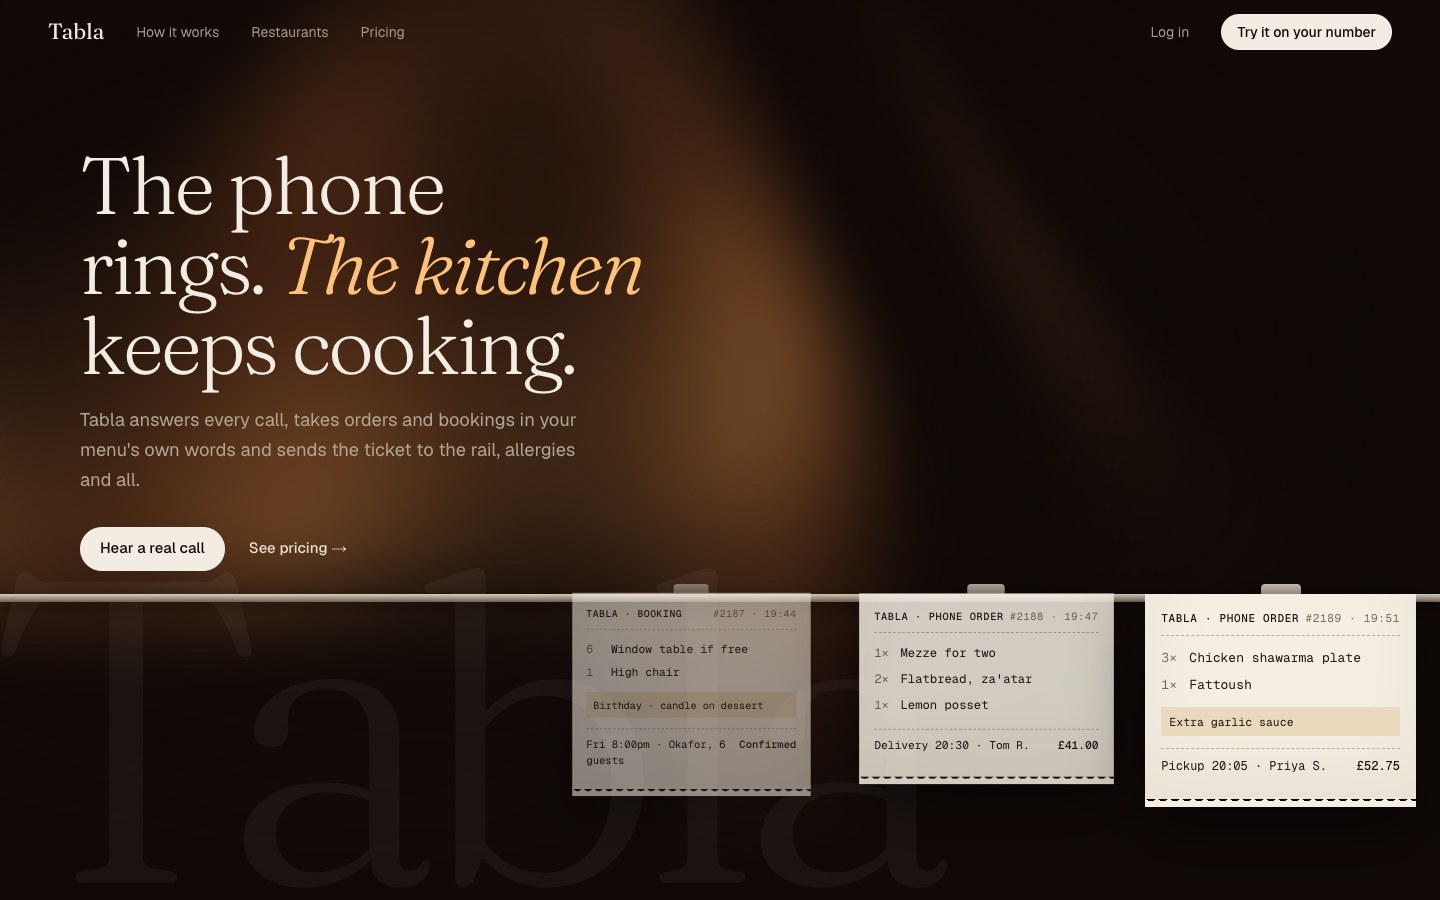 Tabla How it works Restaurants Pricing Log in Try it on your number
The phone
rings. The kitchen
keeps cooking.
Tabla answers every call, takes orders and bookings in your
menu's own words and sends the ticket to the rail, allergies
and all.
Hear a real call See pricing →
TABLA · BOOKING #2187 · 19:44
6 Window table if free
1 High chair
Birthday · candle on dessert
Fri 8:00pm · Okafor, 6 Confirmed
guests
TABLA · PHONE ORDER #2188 · 19:47
1× Mezze for two
2× Flatbread, za'atar
1× Lemon posset
Delivery 20:30 · Tom R. £41.00
TABLA · PHONE ORDER #2189 · 19:51
3× Chicken shawarma plate
1× Fattoush
Extra garlic sauce
Pickup 20:05 · Priya S. £52.75
Tabla